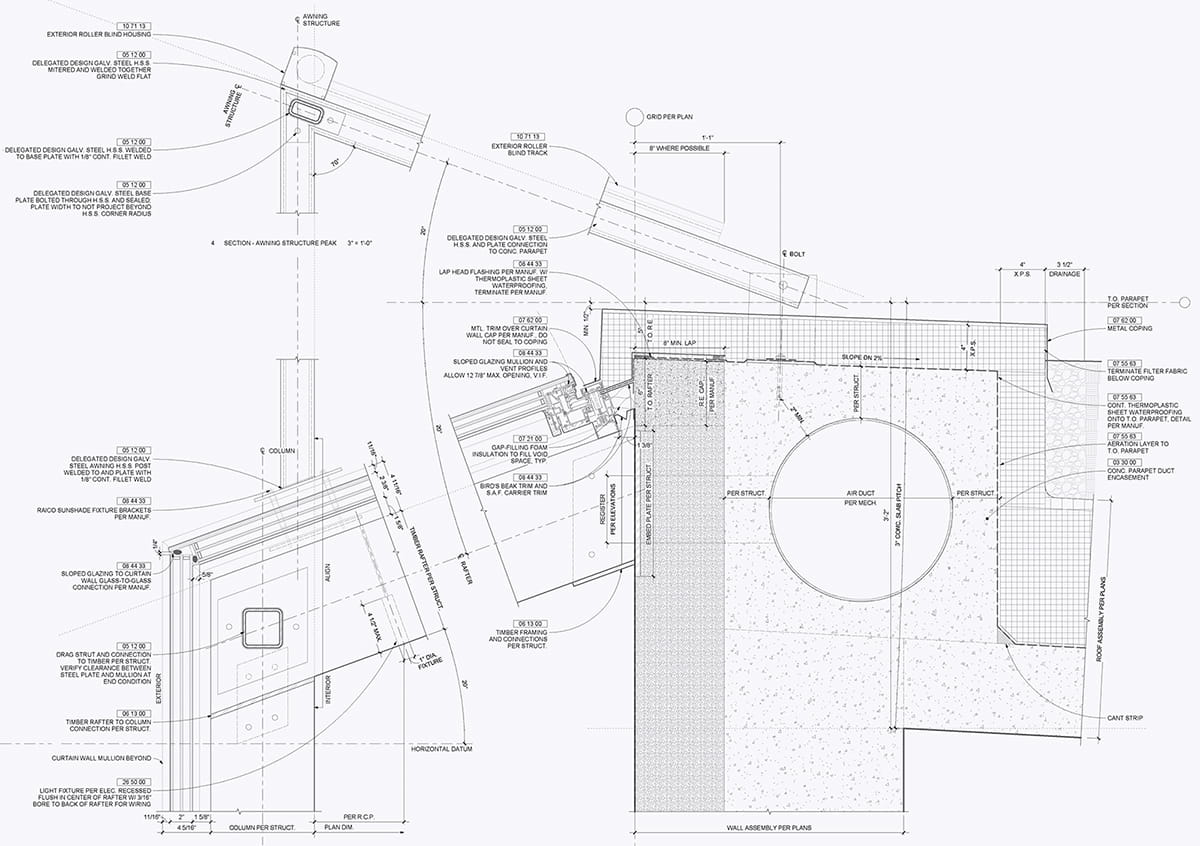 ℄ AWNING
STRUCTURE
10 71 13
EXTERIOR ROLLER BLIND HOUSING
05 12 00
DELEGATED DESIGN GALV. STEEL H.S.S.
MITERED AND WELDED TOGETHER
GRIND WELD FLAT
AWNING ℄
STRUCTURE
05 12 00
DELEGATED DESIGN GALV. STEEL H.S.S. WELDED
TO BASE PLATE WITH 1/8" CONT. FILLET WELD
70°
05 12 00
DELEGATED DESIGN GALV. STEEL BASE
PLATE BOLTED THROUGH H.S.S. AND SEALED;
PLATE WIDTH TO NOT PROJECT BEYOND
H.S.S. CORNER RADIUS
4 SECTION - AWNING STRUCTURE PEAK 3" = 1'-0"
20°
GRID PER PLAN
1'-1"
8" WHERE POSSIBLE
10 71 13
EXTERIOR ROLLER
BLIND TRACK
05 12 00
DELEGATED DESIGN GALV. STEEL
H.S.S. AND PLATE CONNECTION
TO CONC. PARAPET
℄ BOLT
08 44 33
LAP HEAD FLASHING PER MANUF. W/
THERMOPLASTIC SHEET
WATERPROOFING,
TERMINATE PER MANUF.
4"
X.P.S.
3 1/2"
DRAINAGE
T.O. PARAPET
PER SECTION
07 62 00
METAL COPING
07 62 00
MTL. TRIM OVER CURTAIN
WALL CAP PER MANUF., DO
NOT SEAL TO COPING
MIN. 1/2"
5"
T.O.R.E.
8" MIN. LAP
SLOPE DN 2%
4"
X.P.S.
08 44 33
SLOPED GLAZING MULLION AND
VENT PROFILES
ALLOW 12 7/8" MAX. OPENING, V.I.F.
07 55 63
TERMINATE FILTER FABRIC
BELOW COPING
6"
T.O. RAFTER
R.E. CAP
PER MANUF.
PER STRUCT.
2" MIN.
07 55 63
CONT. THERMOPLASTIC
SHEET WATERPROOFING
ONTO T.O. PARAPET, DETAIL
PER MANUF.
07 55 63
AERATION LAYER TO
T.O. PARAPET
03 30 00
CONC. PARAPET DUCT
ENCASEMENT
20°
07 21 00
GAP-FILLING FOAM
INSULATION TO FILL VOID
SPACE, TYP.
1 3/8"
08 44 33
BIRD'S BEAK TRIM AND
S.A.F. CARRIER TRIM
REGISTER
PER ELEVATIONS
EMBED PLATE PER STRUCT.
PER STRUCT.
AIR DUCT
PER MECH.
PER STRUCT.
3'-2"
3" CONC. SLAB PITCH
℄ COLUMN
05 12 00
DELEGATED DESIGN GALV.
STEEL AWNING H.S.S. POST
WELDED TO AND PLATE WITH
1/8" CONT. FILLET WELD
11/16"
4 11/16"
2 3/8"
1 5/8"
08 44 33
RAICO SUNSHADE FIXTURE BRACKETS
PER MANUF.
TIMBER RAFTER PER STRUCT.
℄ RAFTER
5/8"
08 44 33
SLOPED GLAZING TO CURTAIN
WALL GLASS-TO-GLASS
CONNECTION PER MANUF.
ALIGN
4 1/2" MAX.
1" DIA.
FIXTURE
06 13 00
TIMBER FRAMING
AND CONNECTIONS
PER STRUCT.
ROOF ASSEMBLY PER PLANS
05 12 00
DRAG STRUT AND CONNECTION
TO TIMBER PER STRUCT.
VERIFY CLEARANCE BETWEEN
STEEL PLATE AND MULLION AT
END CONDITION
EXTERIOR
INTERIOR
20°
06 13 00
TIMBER RAFTER TO COLUMN
CONNECTION PER STRUCT.
CANT STRIP
HORIZONTAL DATUM
CURTAIN WALL MULLION BEYOND
26 50 00
LIGHT FIXTURE PER ELEC. RECESSED
FLUSH IN CENTER OF RAFTER W/ 3/16"
BORE TO BACK OF RAFTER FOR WIRING
11/16"
2"
1 5/8"
PER R.C.P.
4 5/16"
COLUMN PER STRUCT.
PLAN DIM.
WALL ASSEMBLY PER PLANS